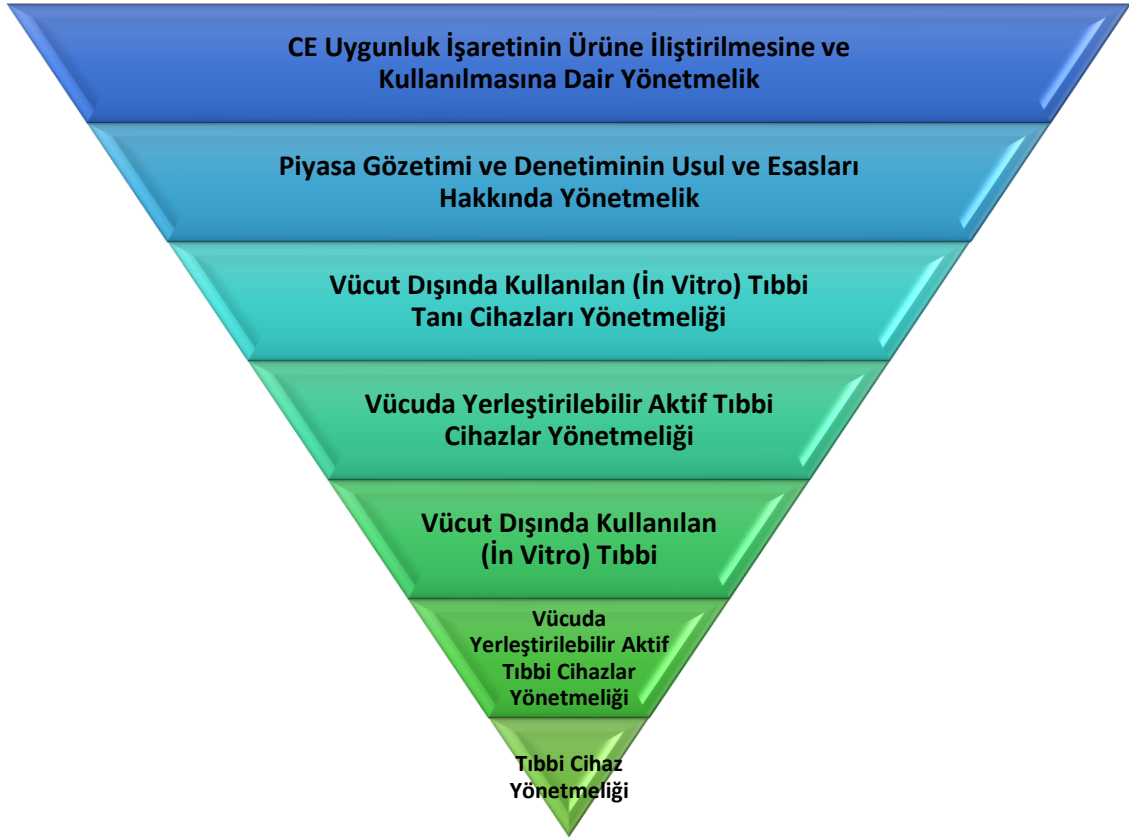 CE Uygunluk İşaretinin Ürüne İliştirilmesine ve
Kullanılmasına Dair Yönetmelik
Piyasa Gözetimi ve Denetiminin Usul ve Esasları
Hakkında Yönetmelik
Vücut Dışında Kullanılan (İn Vitro) Tıbbi
Tanı Cihazları Yönetmeliği
Vücuda Yerleştirilebilir Aktif Tıbbi
Cihazlar Yönetmeliği
Vücut Dışında Kullanılan
(İn Vitro) Tıbbi
Vücuda
Yerleştirilebilir Aktif
Tıbbi Cihazlar
Yönetmeliği
Tıbbi Cihaz
Yönetmeliği